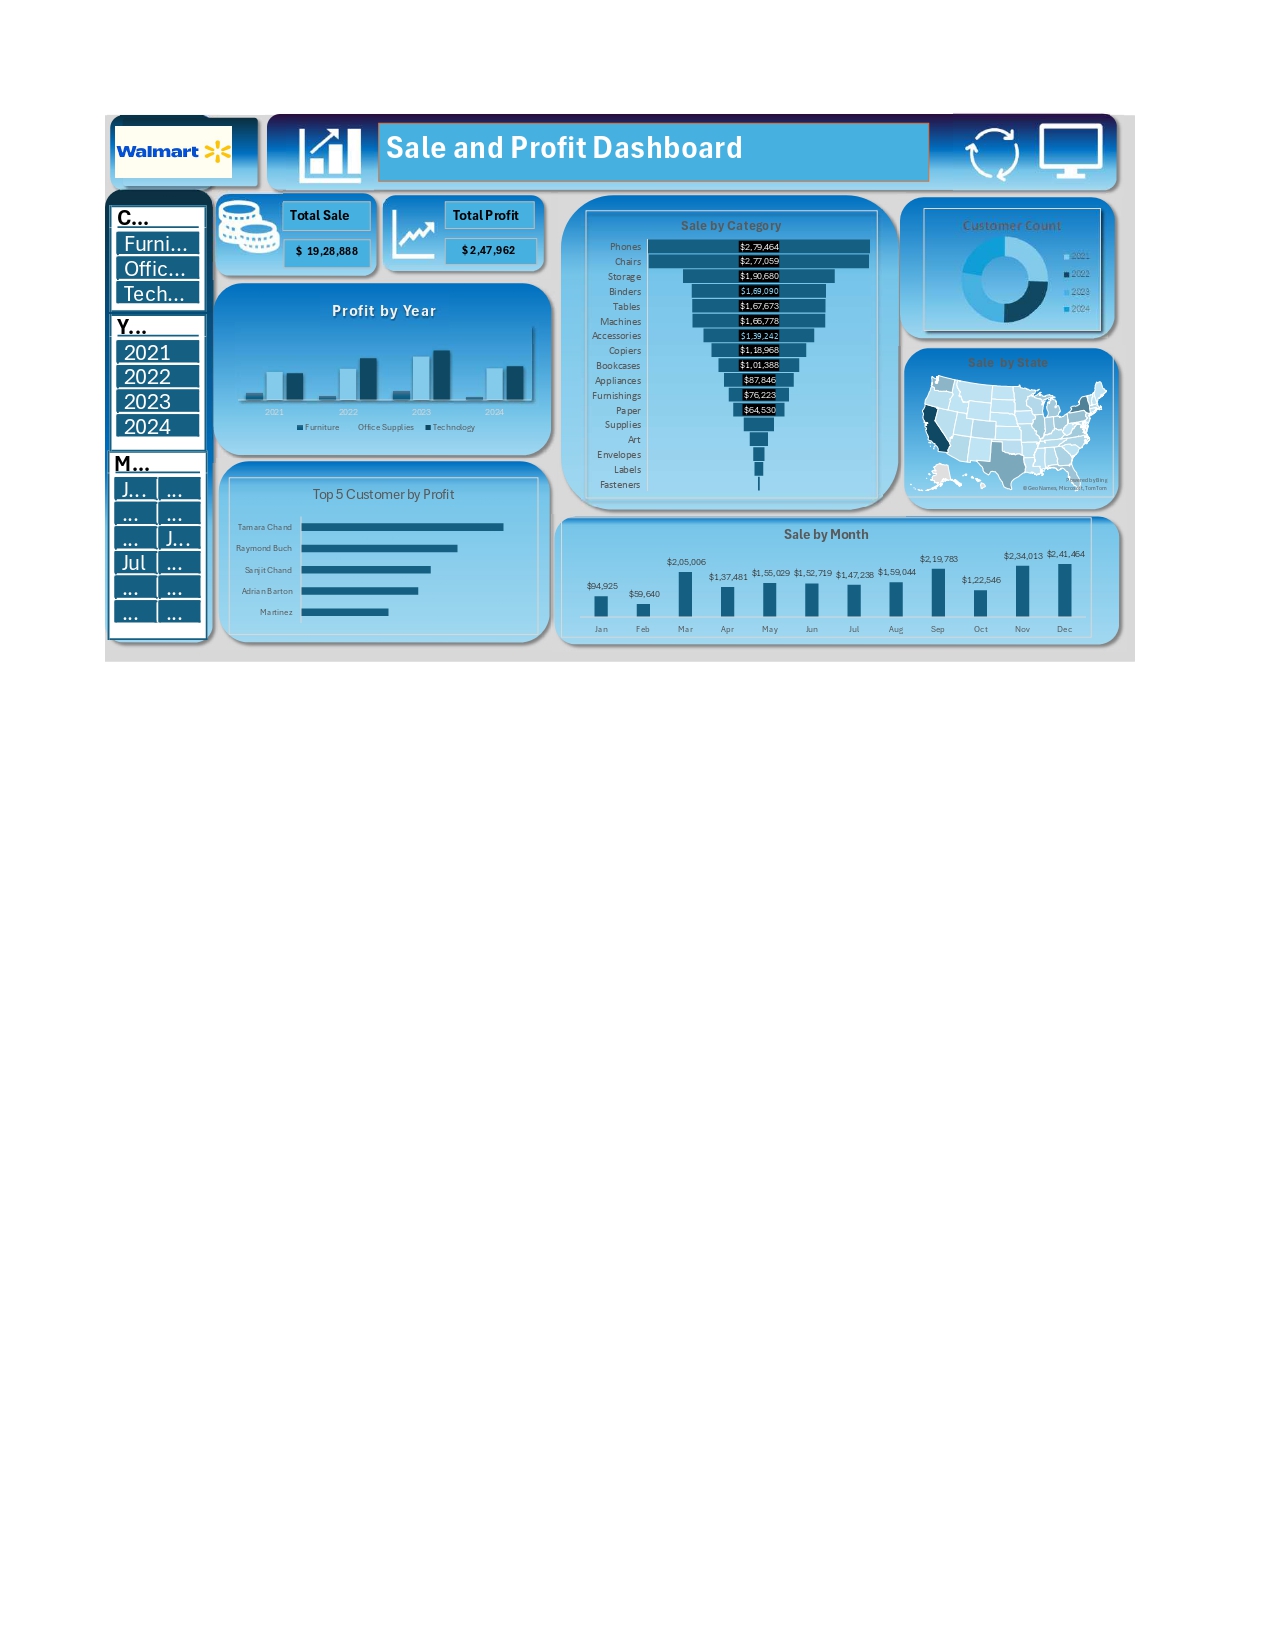 Walmart
Sale and Profit Dashboard
C...
Furni...
Offic...
Tech...
Y...
2021
2022
2023
2024
M...
J... ...
... ...
... J...
Jul ...
... ...
... ...
Total Sale
$ 19,28,888
Total Profit
$ 2,47,962
Profit by Year
2021 2022 2023 2024
Furniture Office Supplies Technology
Top 5 Customer by Profit
Tamara Chand
Raymond Buch
Sanjit Chand
Adrian Barton
Martinez
Sale by Category
Phones $2,79,464
Chairs $2,77,059
Storage $1,90,680
Binders $1,69,090
Tables $1,67,673
Machines $1,66,778
Accessories $1,39,242
Copiers $1,18,968
Bookcases $1,01,388
Appliances $87,846
Furnishings $76,223
Paper $64,530
Supplies
Art
Envelopes
Labels
Fasteners
Customer Count
2021
2022
2023
2024
Sale by State
Powered by Bing
© GeoNames, Microsoft, TomTom
Sale by Month
$94,925 $59,640 $2,05,006 $1,37,481 $1,55,029 $1,52,719 $1,47,238 $1,59,044 $2,19,783 $1,22,546 $2,34,013 $2,41,464
Jan Feb Mar Apr May Jun Jul Aug Sep Oct Nov Dec